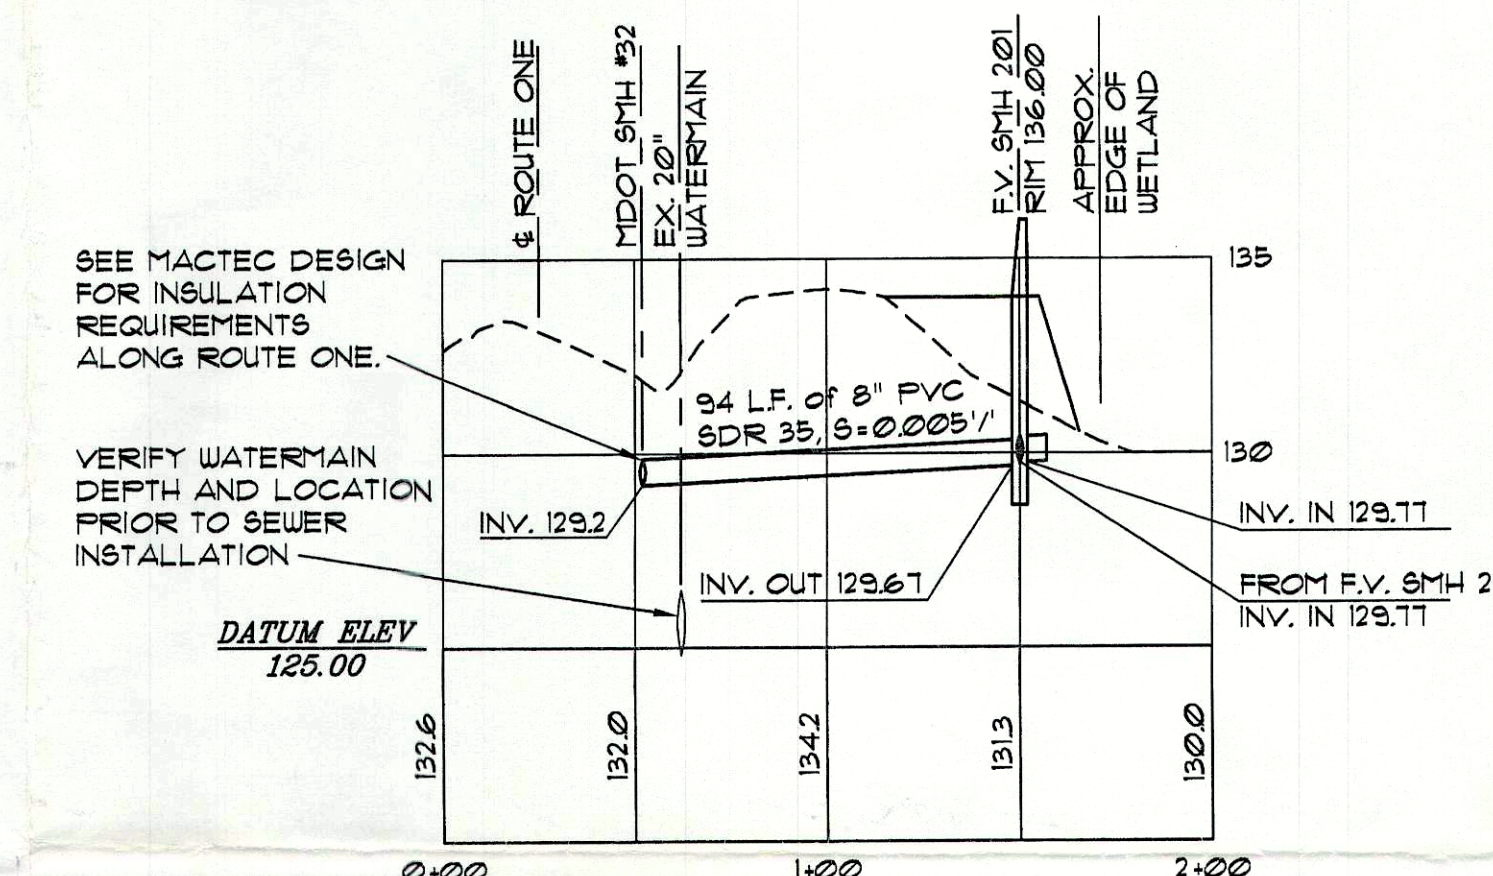 ℄ ROUTE ONE
MDOT SMH #32
EX. 20"
WATERMAIN
F.V. SMH 201
RIM 136.00
APPROX.
EDGE OF
WETLAND
SEE MACTEC DESIGN
FOR INSULATION
REQUIREMENTS
ALONG ROUTE ONE.
135
94 L.F. of 8" PVC
SDR 35, S=0.005'/'
130
VERIFY WATERMAIN
DEPTH AND LOCATION
PRIOR TO SEWER
INSTALLATION
INV. 129.2
INV. IN 129.77
INV. OUT 129.67
FROM F.V. SMH 2
INV. IN 129.77
DATUM ELEV
125.00
132.6
132.0
134.2
131.3
130.0
0+00
1+00
2+00